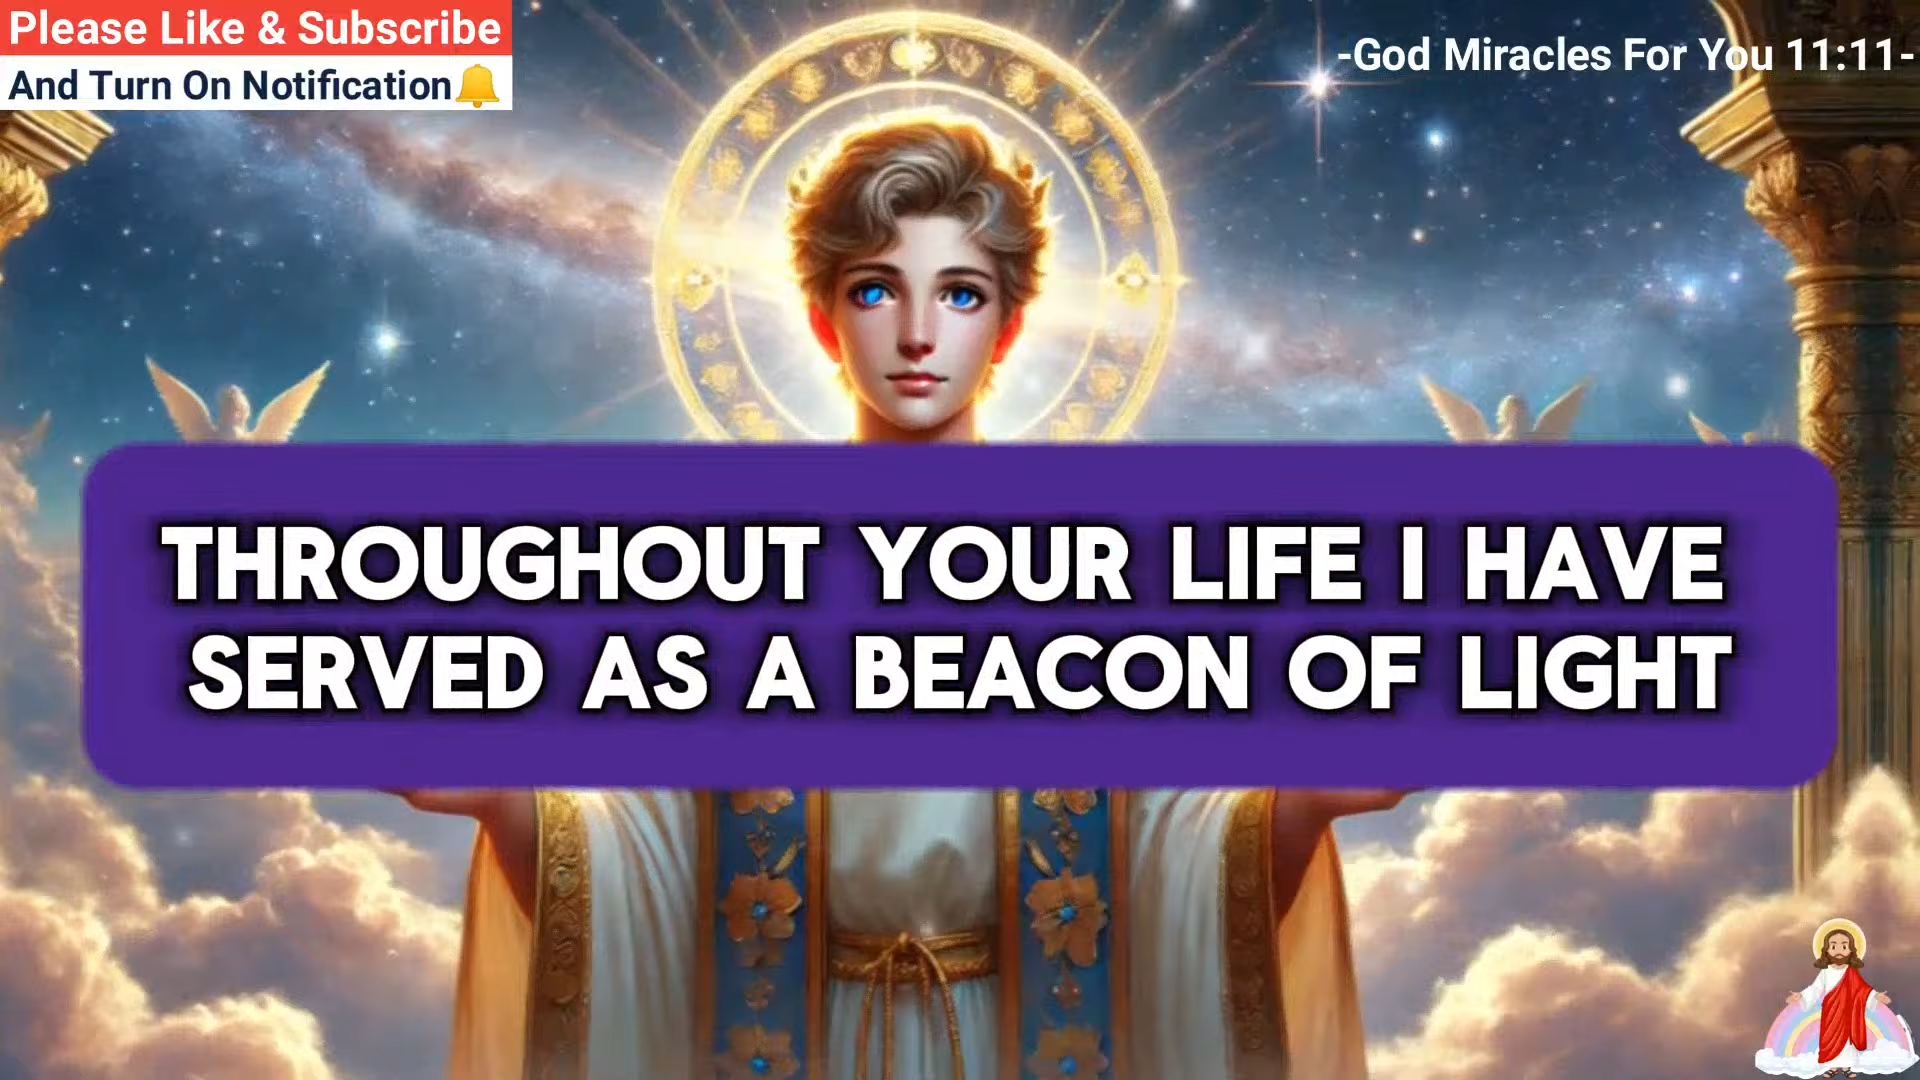 Please Like & Subscribe
And Turn On Notification🔔
-God Miracles For You 11:11-
THROUGHOUT YOUR LIFE I HAVE
SERVED AS A BEACON OF LIGHT